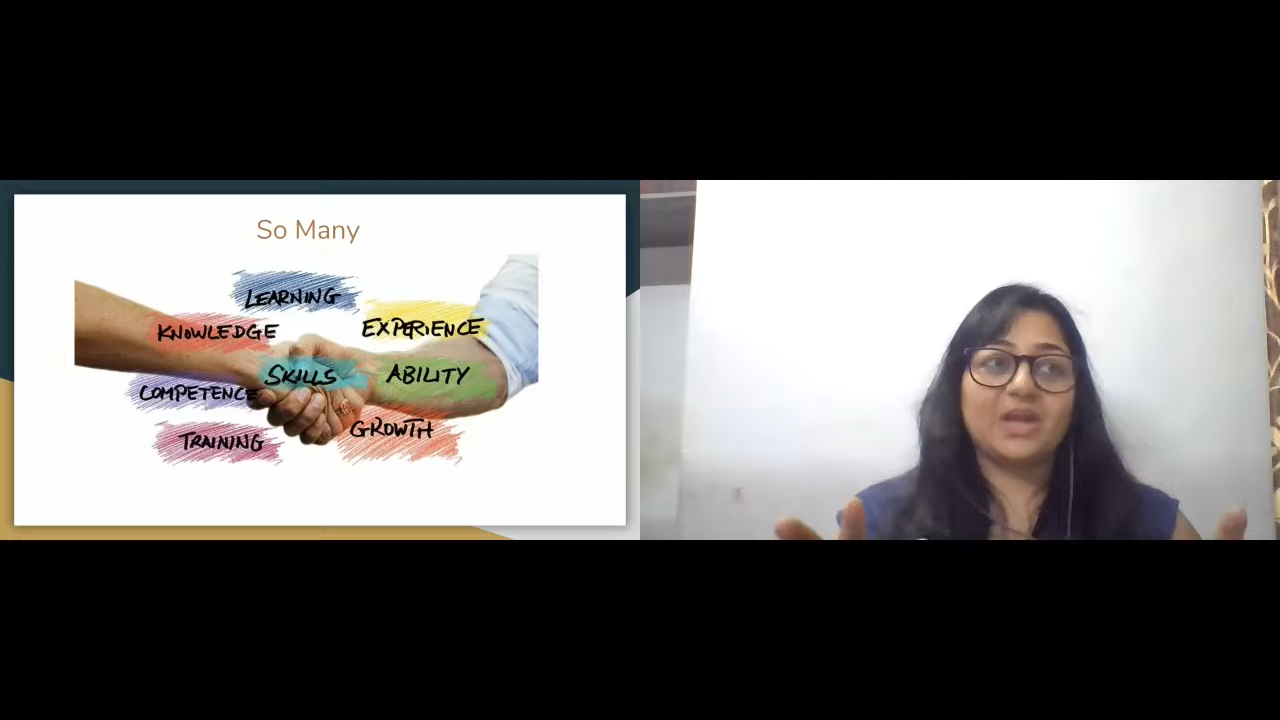 So Many
LEARNING
KNOWLEDGE
EXPERIENCE
SKILLS
ABILITY
COMPETENCE
GROWTH
TRAINING